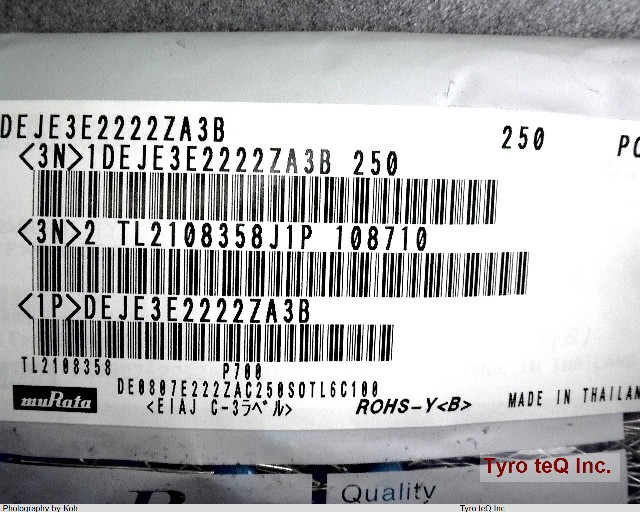 DEJE3E2222ZA3B 250 PC
<3N>1DEJE3E2222ZA3B 250
<3N>2 TL2108358J1P 108710
<1P>DEJE3E2222ZA3B
TL2108358 P700
DE0807E222ZAC250SOTL6C100
muRata <EIAJ C-3ラベル> ROHS-Y<B> MADE IN THAILAN
Tyro teQ Inc.
Quality
Photography by Koh Tyro teQ Inc